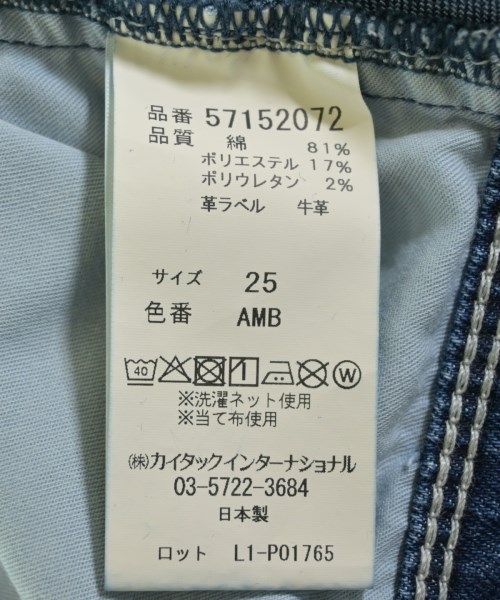 品番 57152072
品質 綿 81%
ポリエステル 17%
ポリウレタン 2%
革ラベル 牛革
サイズ 25
色番 AMB
40 1 W
※洗濯ネット使用
※当て布使用
㈱カイタックインターナショナル
03-5722-3684
日本製
ロット L1-P01765